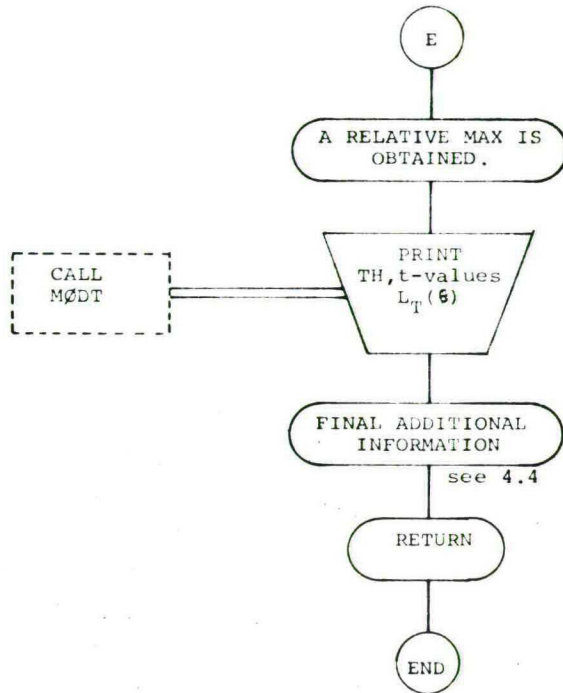 E
A RELATIVE MAX IS
OBTAINED.
PRINT
TH,t-values
L_T(θ)
CALL
MØDT
FINAL ADDITIONAL
INFORMATION
see 4.4
RETURN
END